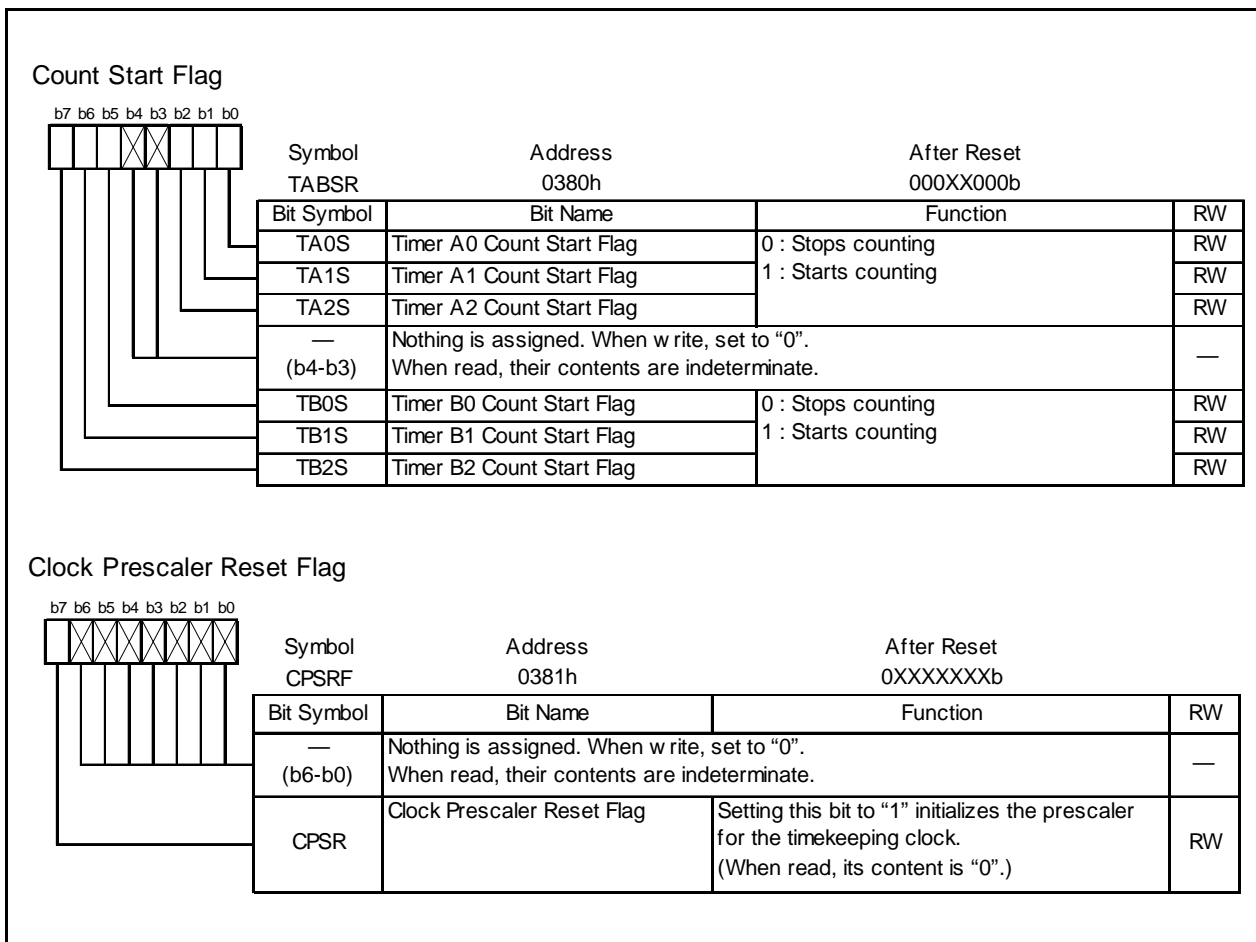 Count Start Flag
b7 b6 b5 b4 b3 b2 b1 b0
Symbol Address After Reset
TABSR 0380h 000XX000b
Bit Symbol Bit Name Function RW
TA0S Timer A0 Count Start Flag 0 : Stops counting RW
TA1S Timer A1 Count Start Flag 1 : Starts counting RW
TA2S Timer A2 Count Start Flag RW
— Nothing is assigned. When w rite, set to “0”.
(b4-b3) When read, their contents are indeterminate. —
TB0S Timer B0 Count Start Flag 0 : Stops counting RW
TB1S Timer B1 Count Start Flag 1 : Starts counting RW
TB2S Timer B2 Count Start Flag RW
Clock Prescaler Reset Flag
b7 b6 b5 b4 b3 b2 b1 b0
Symbol Address After Reset
CPSRF 0381h 0XXXXXXXb
Bit Symbol Bit Name Function RW
— Nothing is assigned. When w rite, set to “0”.
(b6-b0) When read, their contents are indeterminate. —
Clock Prescaler Reset Flag Setting this bit to “1” initializes the prescaler
CPSR for the timekeeping clock. RW
(When read, its content is “0”.)